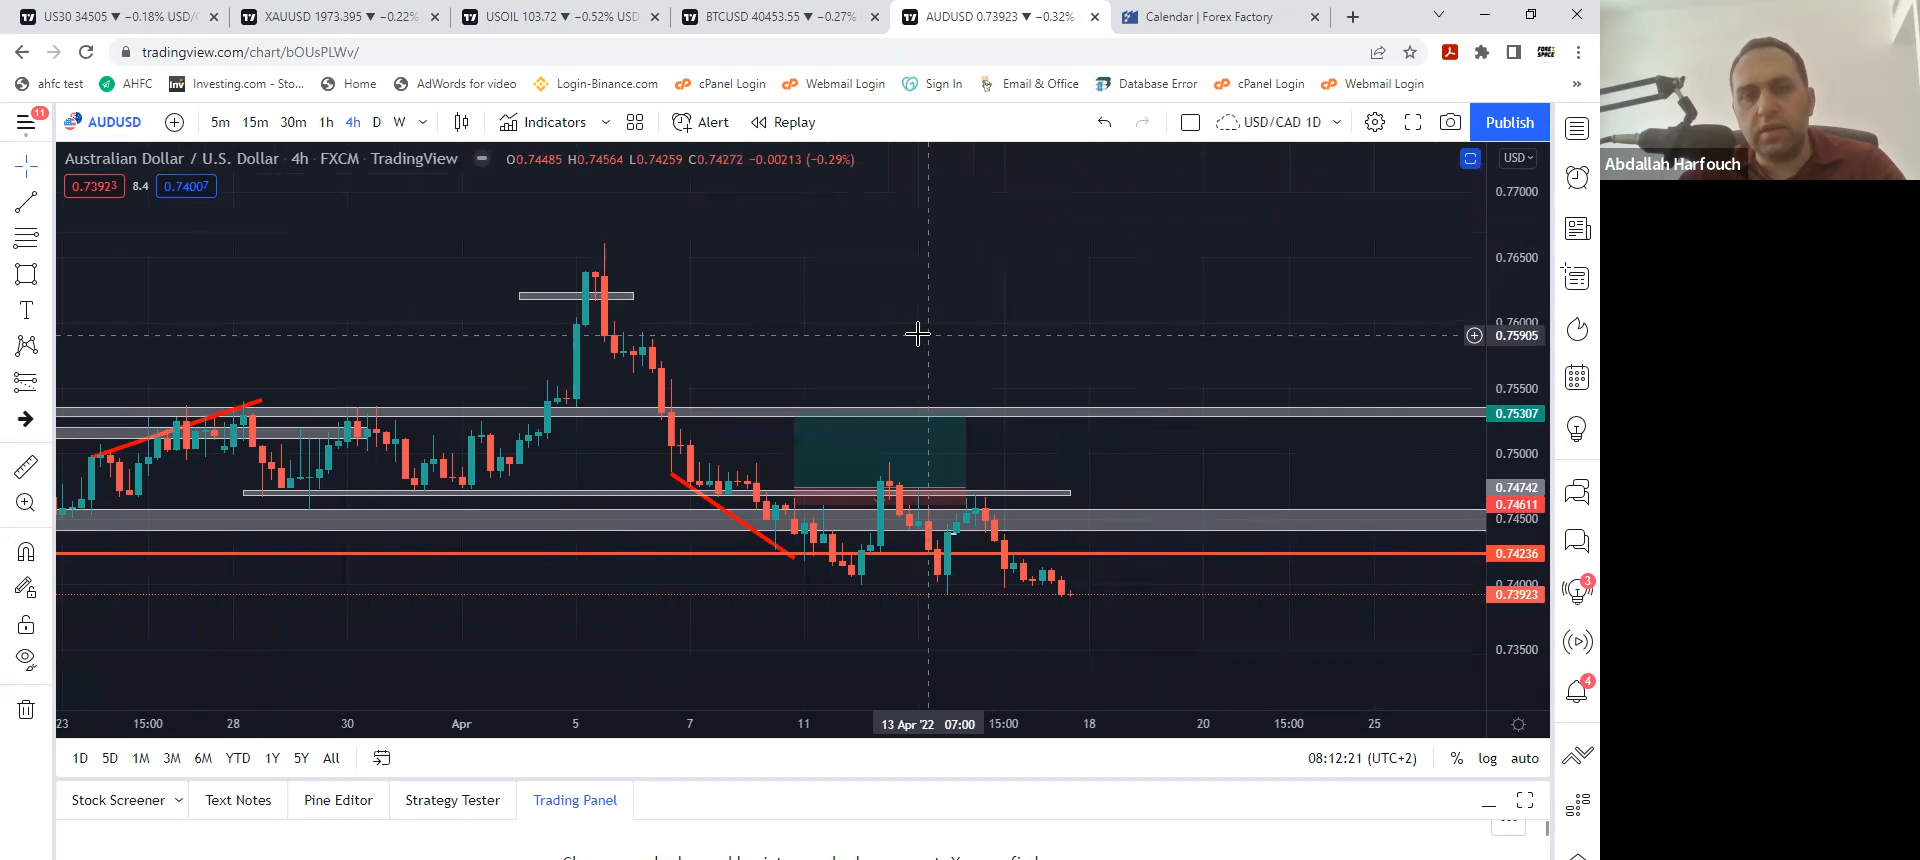 US30 34505 ▼ −0.18% USD/
XAUUSD 1973.395 ▼ −0.22%
USOIL 103.72 ▼ −0.52% USD
BTCUSD 40453.55 ▼ −0.27%
AUDUSD 0.73923 ▼ −0.32%
Calendar | Forex Factory
tradingview.com/chart/bOUsPLWv/
ahfc test AHFC Investing.com - Sto... Home AdWords for video Login-Binance.com cPanel Login Webmail Login Sign In Email & Office Database Error cPanel Login Webmail Login »
11
AUDUSD 5m 15m 30m 1h 4h D W Indicators Alert Replay USD/CAD 1D Publish
Australian Dollar / U.S. Dollar · 4h · FXCM · TradingView O0.74485 H0.74564 L0.74259 C0.74272 −0.00213 (−0.29%) USD
0.73923 8.4 0.74007
Abdallah Harfouch
0.77000
0.76500
0.76000
0.75905
0.75500
0.75307
0.75000
0.74742
0.74611
0.74500
0.74236
0.74000
0.73923
0.73500
3
4
23 15:00 28 30 Apr 5 7 11 13 Apr '22 07:00 15:00 18 20 15:00 25
1D 5D 1M 3M 6M YTD 1Y 5Y All 08:12:21 (UTC+2) % log auto
Stock Screener Text Notes Pine Editor Strategy Tester Trading Panel